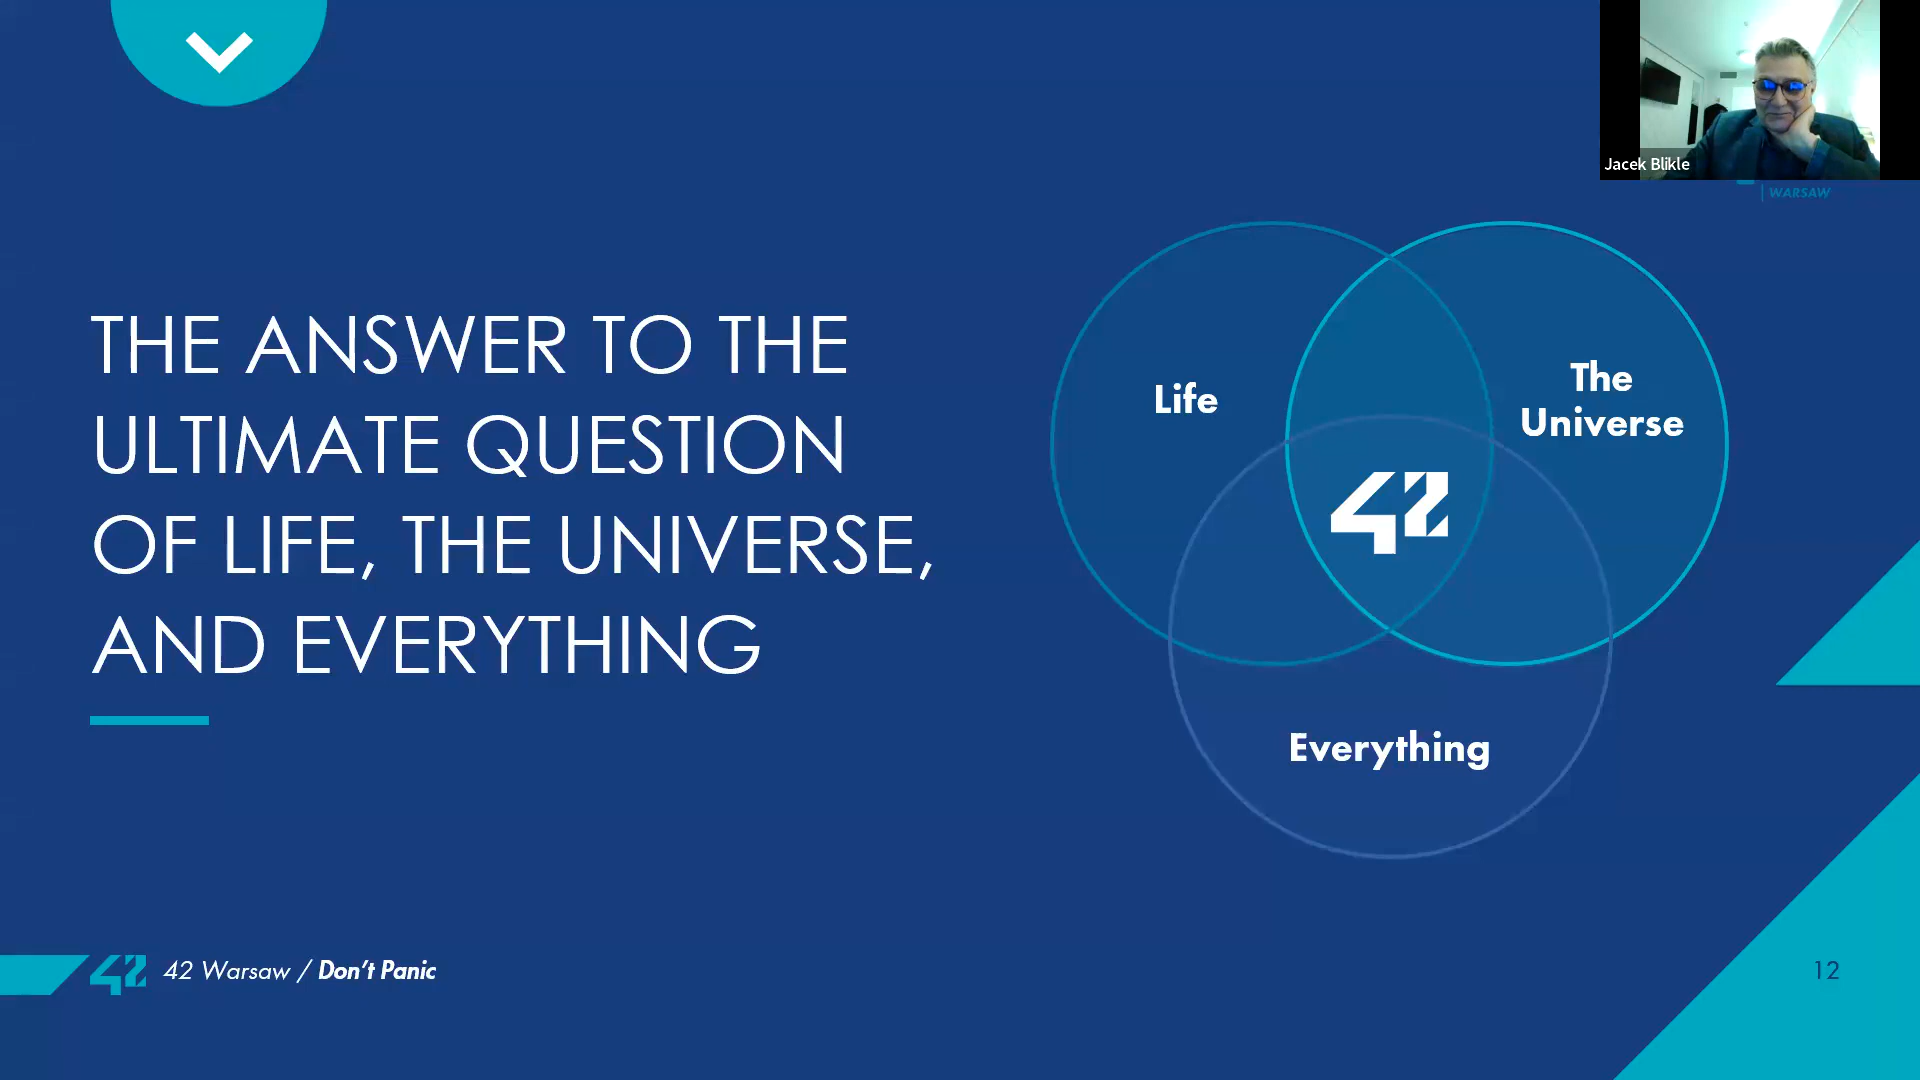 Jacek Blikle
WARSAW
THE ANSWER TO THE
ULTIMATE QUESTION
OF LIFE, THE UNIVERSE,
AND EVERYTHING
Life
The
Universe
42
Everything
42 42 Warsaw / Don't Panic
12